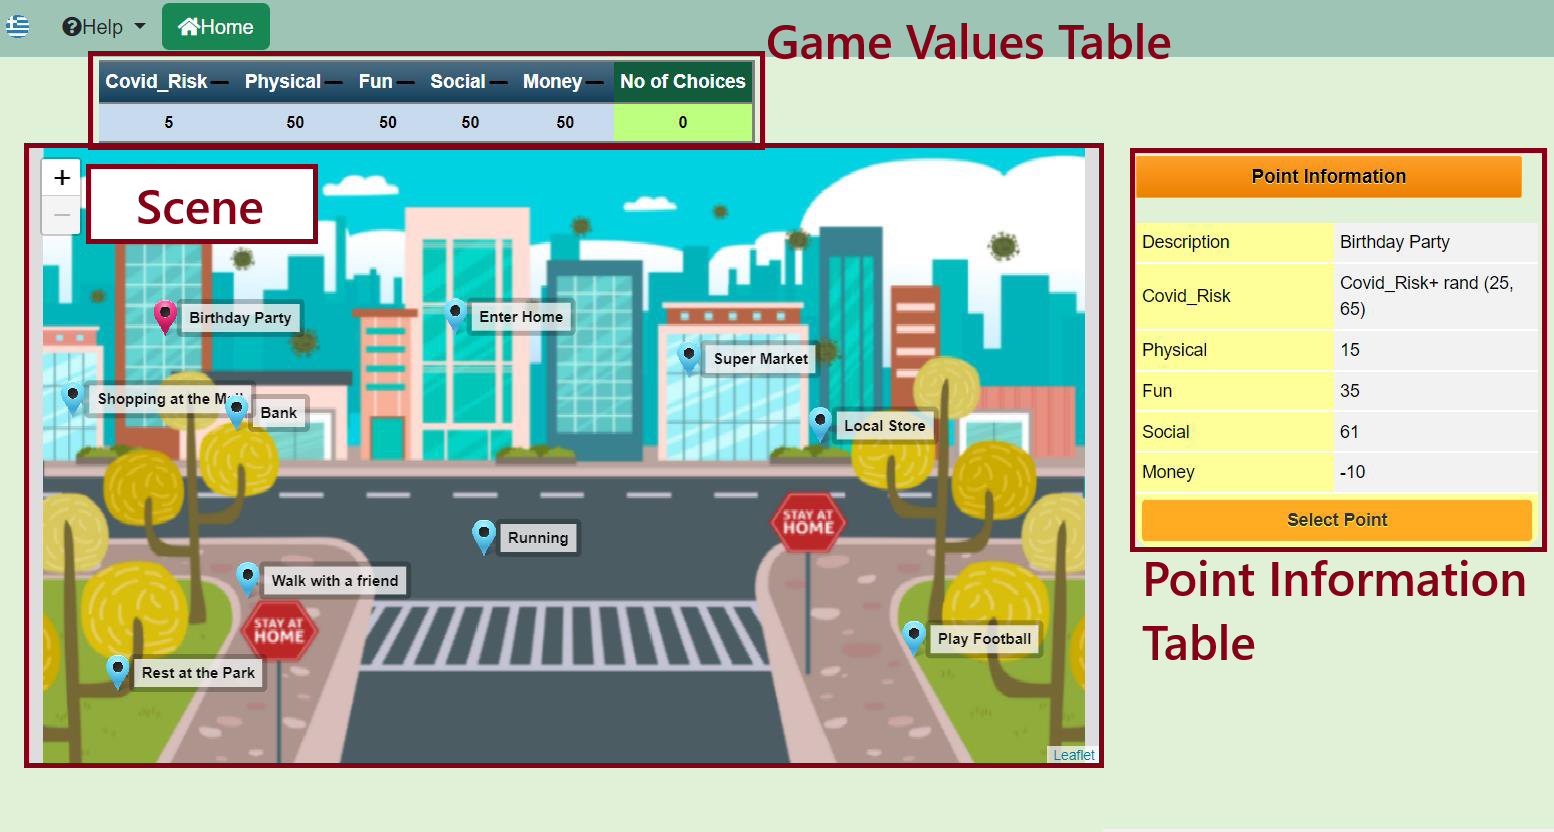 Help
Home
Game Values Table
Covid_Risk Physical Fun Social Money No of Choices
5 50 50 50 50 0
+
−
Scene
Point Information
Description Birthday Party
Covid_Risk Covid_Risk+ rand (25,
65)
Physical 15
Fun 35
Social 61
Money -10
Select Point
Point Information
Table
Birthday Party
Enter Home
Super Market
Shopping at the
Bank
Local Store
STAY AT
HOME
Running
Walk with a friend
STAY AT
HOME
Play Football
Rest at the Park
Leaflet